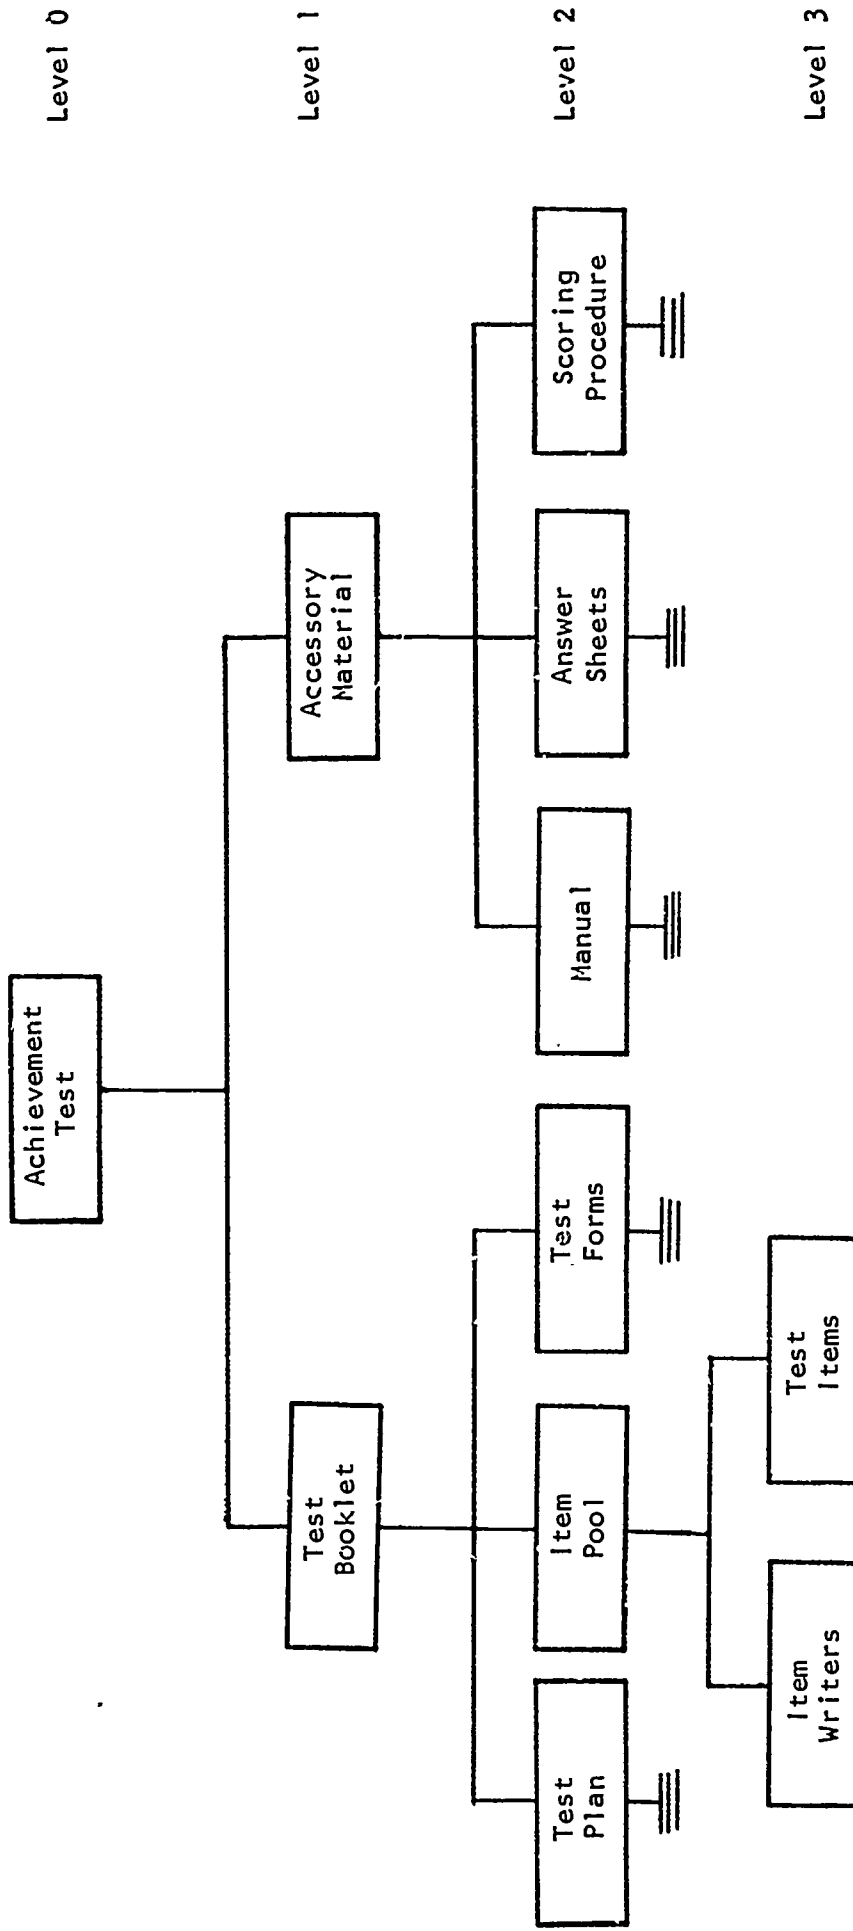 Achievement
Test
Level 0
Test
Booklet
Accessory
Material
Level 1
Test
Plan
Item
Pool
Test
Forms
Manual
Answer
Sheets
Scoring
Procedure
Level 2
Item
Writers
Test
Items
Level 3